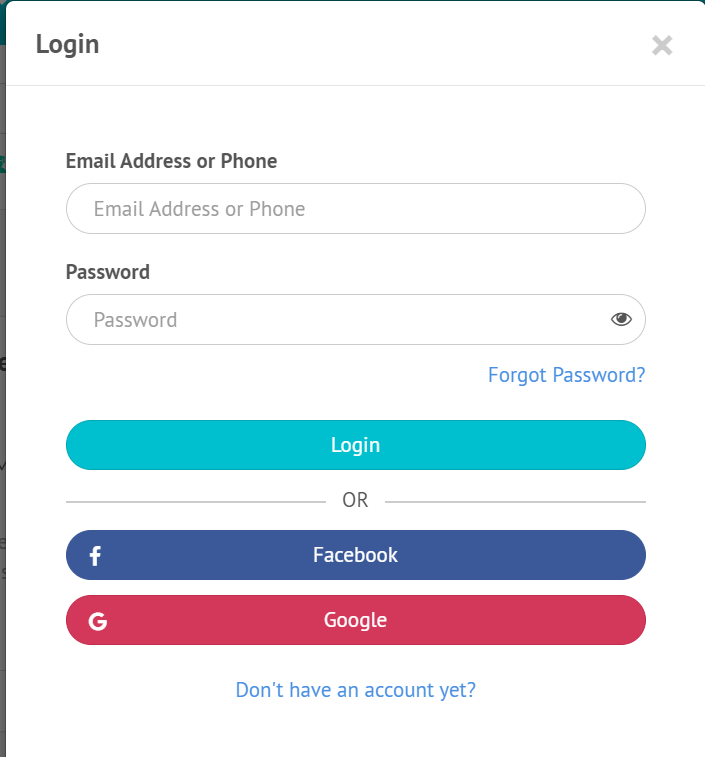 Login
Email Address or Phone
Email Address or Phone
Password
Password
Forgot Password?
Login
OR
Facebook
Google
Don't have an account yet?